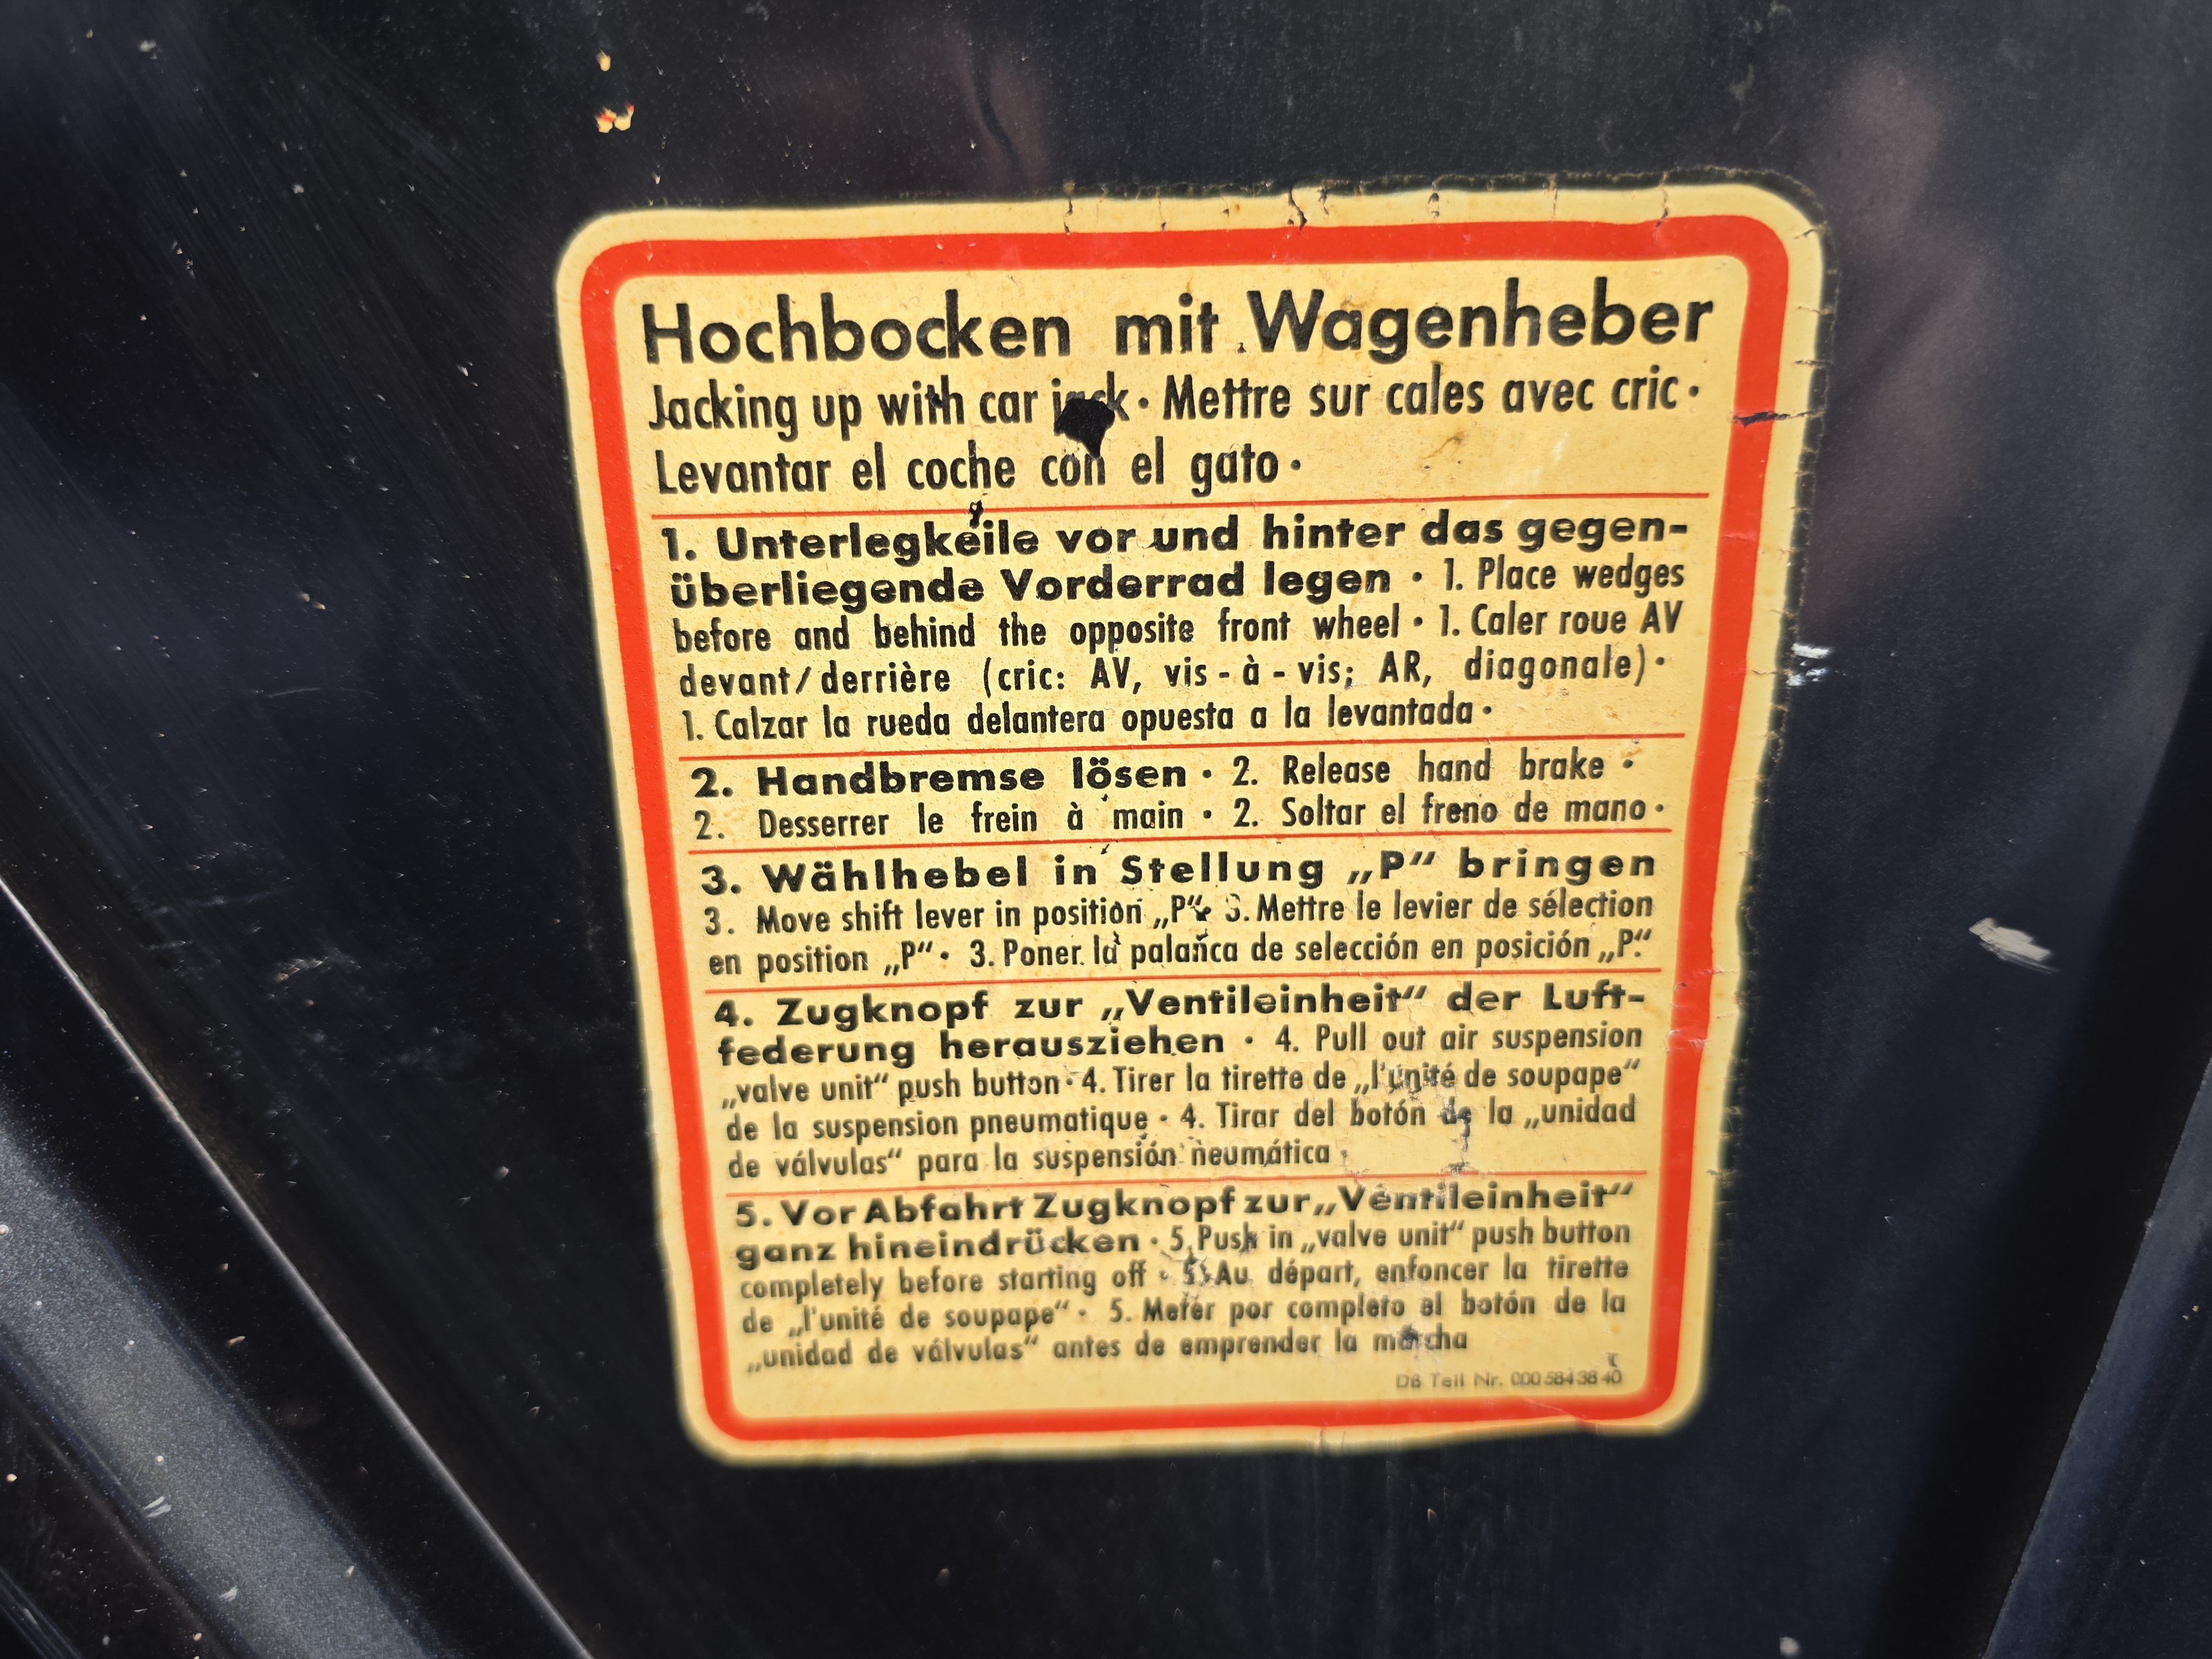 Hochbocken mit Wagenheber
Jacking up with car jack · Mettre sur cales avec cric ·
Levantar el coche con el gato ·
1. Unterlegkeile vor und hinter das gegen-
überliegende Vorderrad legen · 1. Place wedges
before and behind the opposite front wheel · 1. Caler roue AV
devant/derrière (cric: AV, vis-à-vis; AR, diagonale) ·
1. Calzar la rueda delantera opuesta a la levantada ·
2. Handbremse lösen · 2. Release hand brake ·
2. Desserrer le frein à main · 2. Soltar el freno de mano ·
3. Wählhebel in Stellung „P“ bringen
3. Move shift lever in position „P“ · 3. Mettre le levier de sélection
en position „P“ · 3. Poner la palanca de selección en posición „P“.
4. Zugknopf zur „Ventileinheit“ der Luft-
federung herausziehen · 4. Pull out air suspension
„valve unit“ push button · 4. Tirer la tirette de „l'unité de soupape“
de la suspension pneumatique · 4. Tirar del botón de la „unidad
de válvulas“ para la suspensión neumática ·
5. Vor Abfahrt Zugknopf zur „Ventileinheit“
ganz hineindrücken · 5. Push in „valve unit“ push button
completely before starting off · 5. Au départ, enfoncer la tirette
de „l'unité de soupape“ · 5. Meter por completo el botón de la
„unidad de válvulas“ antes de emprender la marcha
DB Teil Nr. 000 584 38 40